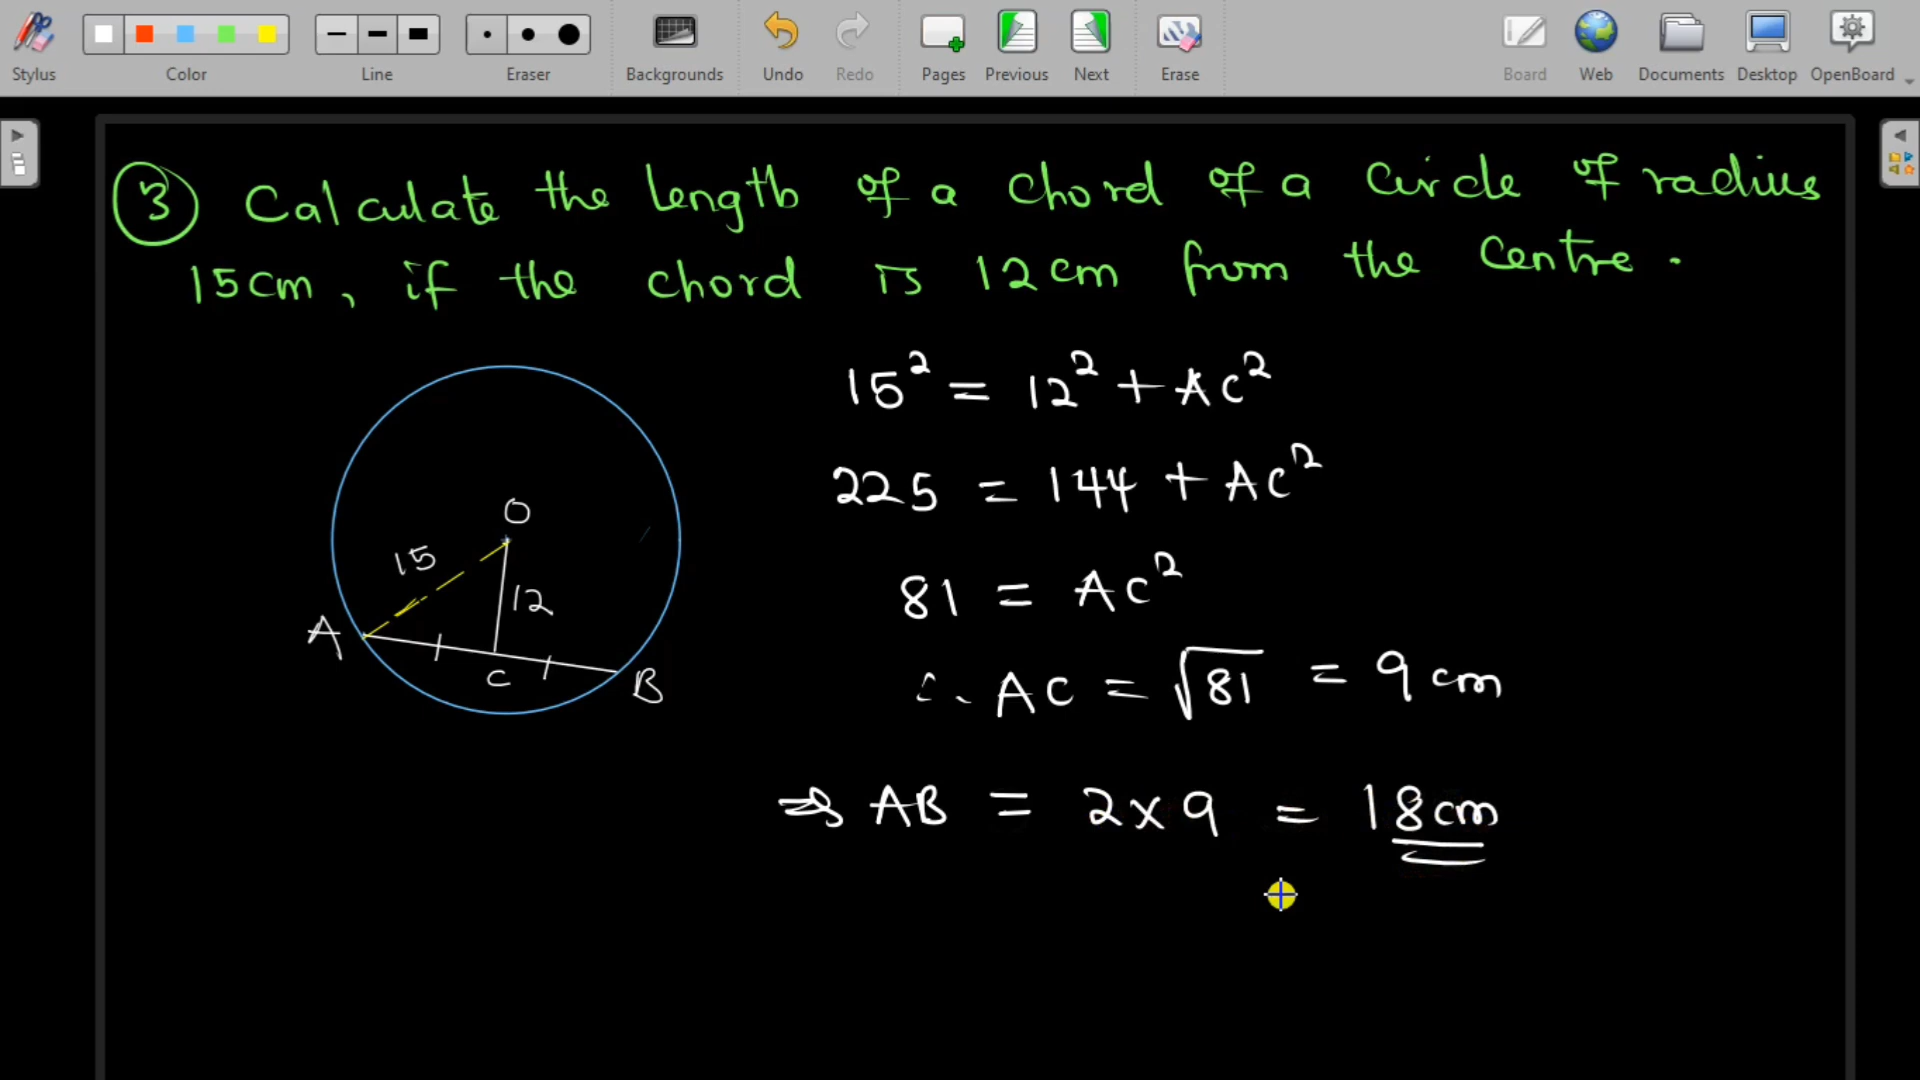 Stylus
Color
Line
Eraser
Backgrounds
Undo
Redo
Pages
Previous
Next
Erase
Board
Web
Documents
Desktop
OpenBoard
③ Calculate the length of a chord of a circle of radius
15cm, if the chord is 12cm from the centre.
15² = 12² + AC²
225 = 144 + AC²
81 = AC²
∴ AC = √81 = 9cm
⇒ AB = 2×9 = 18cm
O
15
12
A
C
B